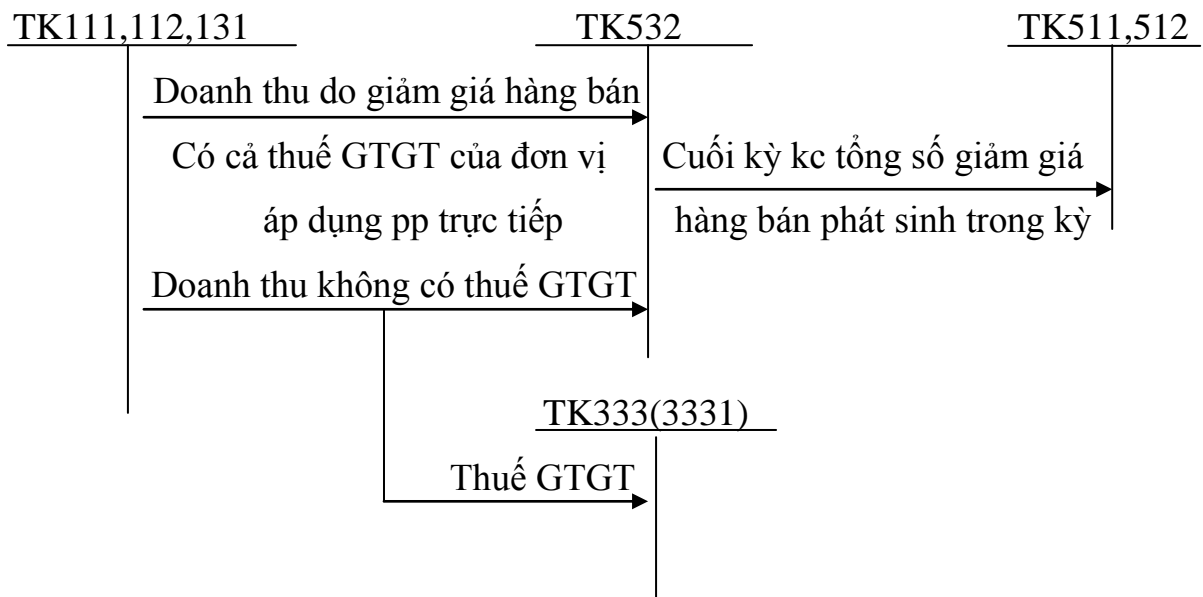 TK111,112,131
TK532
TK511,512
Doanh thu do giảm giá hàng bán
Có cả thuế GTGT của đơn vị
áp dụng pp trực tiếp
Cuối kỳ kc tổng số giảm giá
hàng bán phát sinh trong kỳ
Doanh thu không có thuế GTGT
TK333(3331)
Thuế GTGT